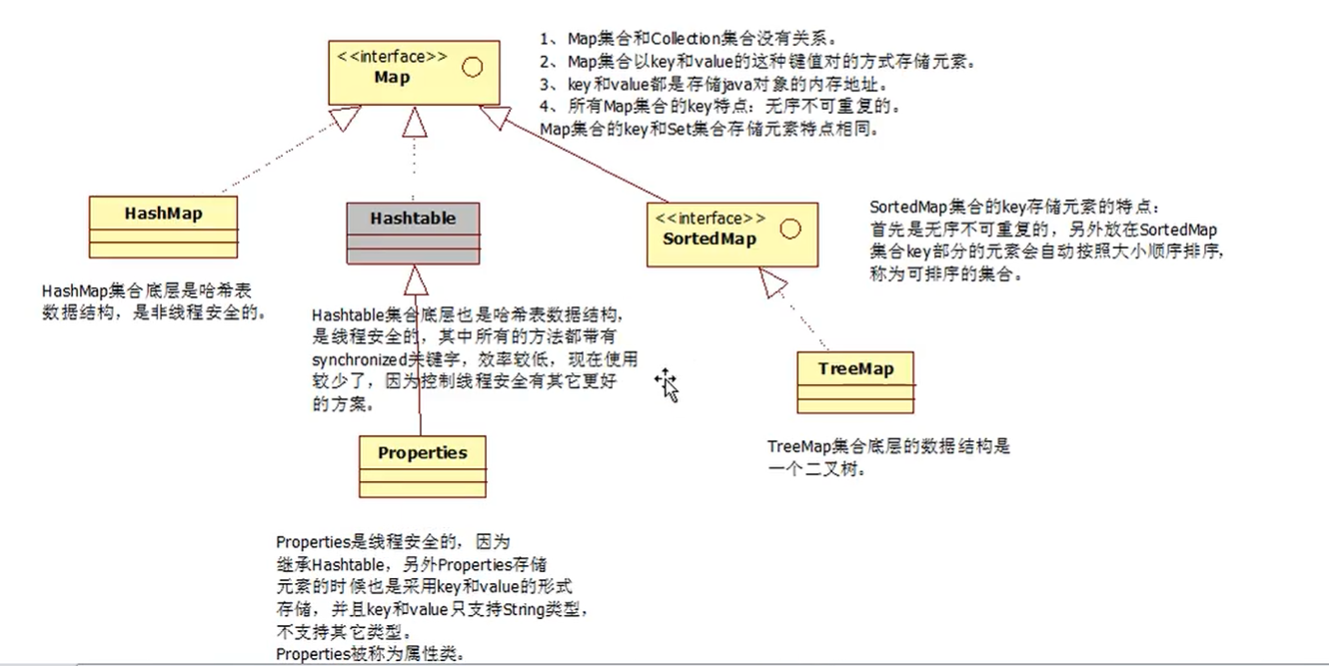 <<interface>>
Map
1、Map集合和Collection集合没有关系。
2、Map集合以key和value的这种键值对的方式存储元素。
3、key和value都是存储java对象的内存地址。
4、所有Map集合的key特点：无序不可重复的。
Map集合的key和Set集合存储元素特点相同。
HashMap
HashMap集合底层是哈希表
数据结构，是非线程安全的。
Hashtable
Hashtable集合底层也是哈希表数据结构，
是线程安全的，其中所有的方法都带有
synchronized关键字，效率较低，现在使用
较少了，因为控制线程安全有其它更好
的方案。
<<interface>>
SortedMap
SortedMap集合的key存储元素的特点：
首先是无序不可重复的，另外放在SortedMap
集合key部分的元素会自动按照大小顺序排序，
称为可排序的集合。
TreeMap
TreeMap集合底层的数据结构是
一个二叉树。
Properties
Properties是线程安全的，因为
继承Hashtable，另外Properties存储
元素的时候也是采用key和value的形式
存储，并且key和value只支持String类型，
不支持其它类型。
Properties被称为属性类。